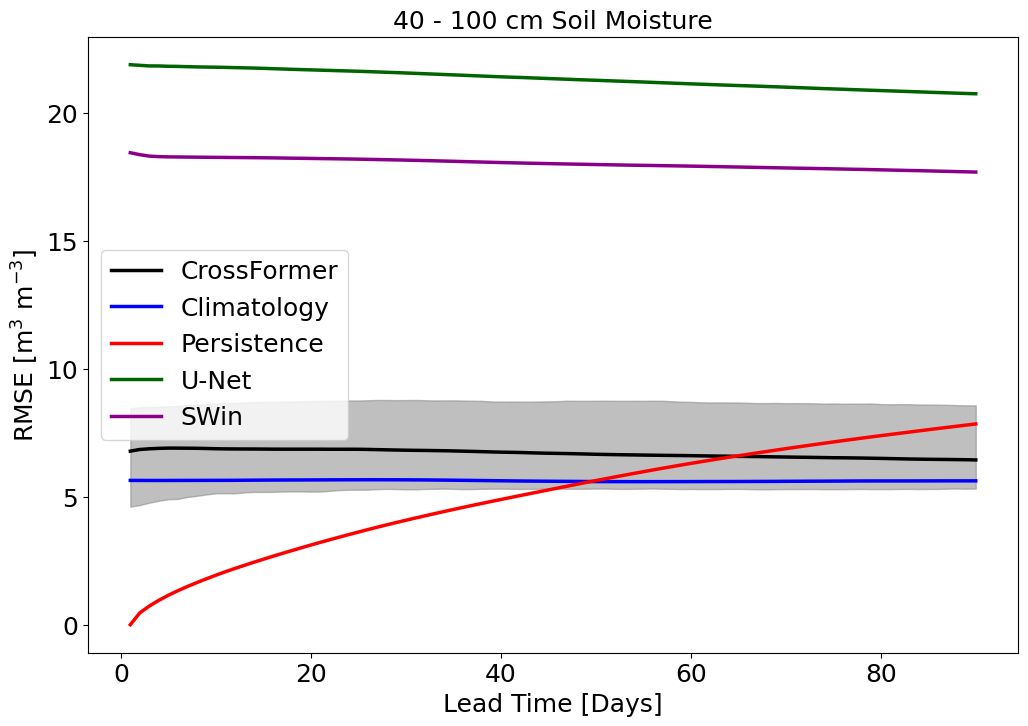 40 - 100 cm Soil Moisture
RMSE [m³ m⁻³]
20
15
10
5
0
CrossFormer
Climatology
Persistence
U-Net
SWin
0 20 40 60 80
Lead Time [Days]